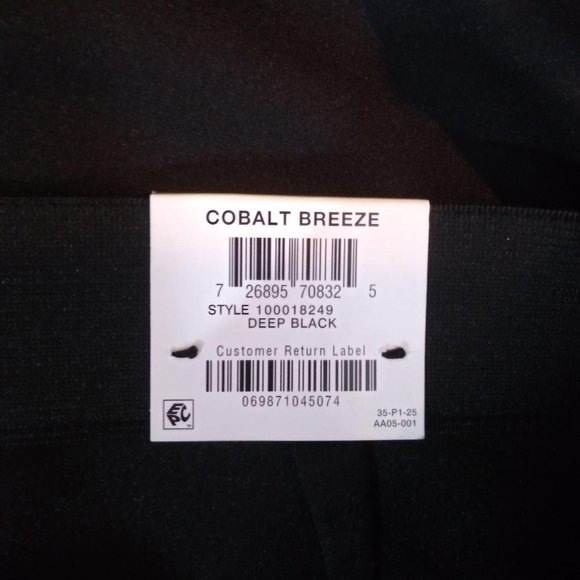 COBALT BREEZE
7 26895 70832 5
STYLE 100018249
DEEP BLACK
Customer Return Label
069871045074
EPC
35-P1-25
AA05-001